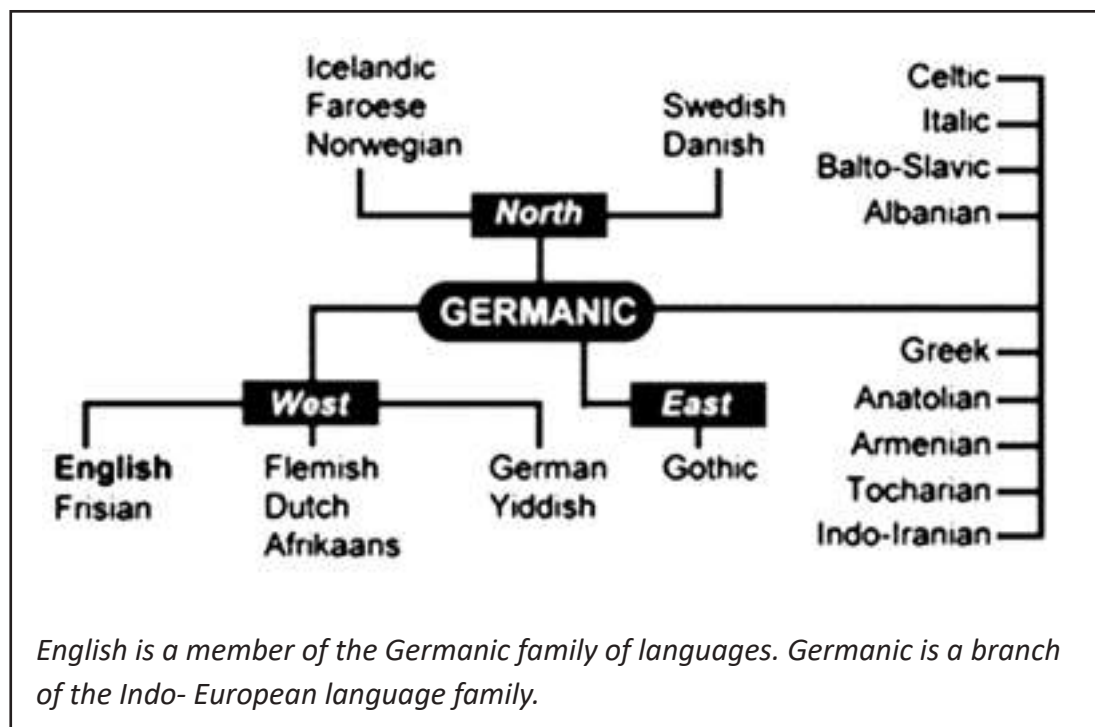 Icelandic
Faroese
Norwegian
Swedish
Danish
Celtic
Italic
Balto-Slavic
Albanian
North
GERMANIC
Greek
Anatolian
Armenian
Tocharian
Indo-Iranian
West
East
English
Frisian
Flemish
Dutch
Afrikaans
German
Yiddish
Gothic
English is a member of the Germanic family of languages. Germanic is a branch
of the Indo- European language family.